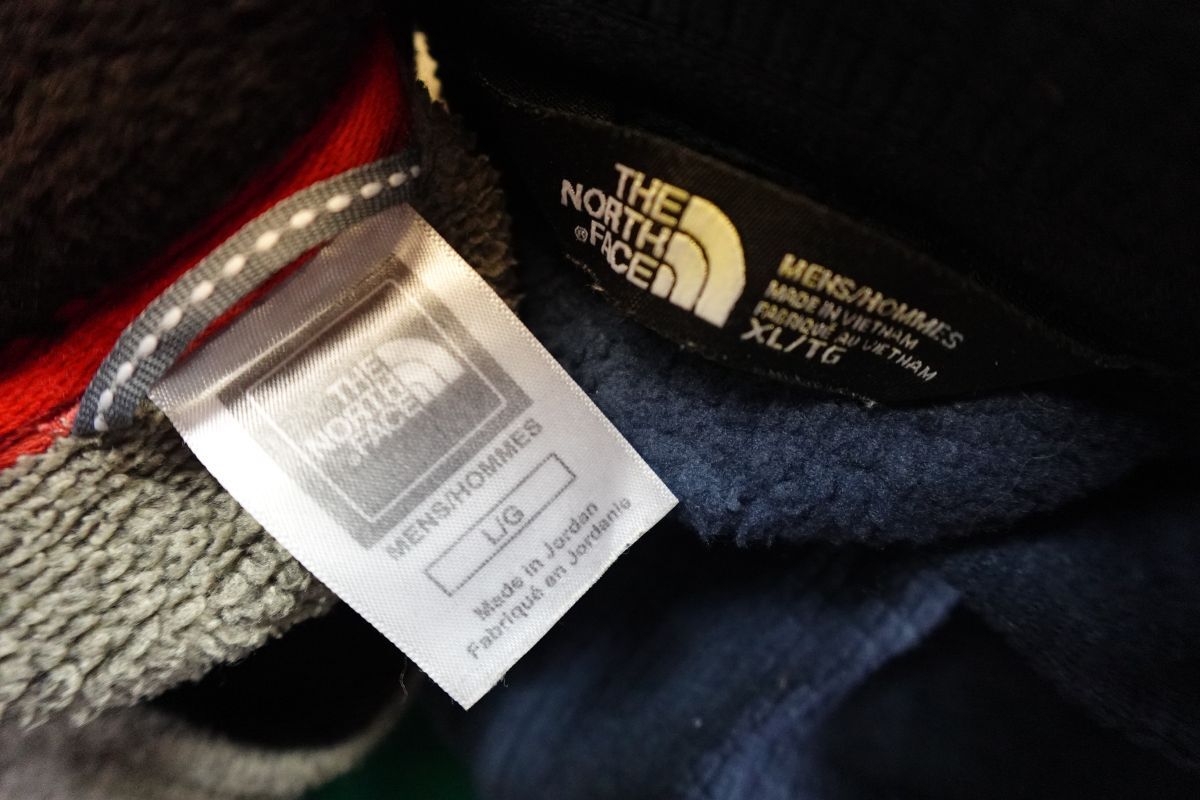 THE
NORTH
FACE
MENS/HOMMES
L/G
Made in Jordan
Fabriqué en Jordanie
THE
NORTH
® FACE
MENS/HOMMES
MADE IN VIETNAM
FABRIQUÉ AU VIETNAM
XL/TG